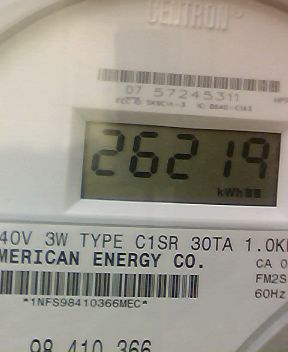 CENTRON
07 57245311
26219
kWh
40V 3W TYPE C1SR 30TA 1.0K
MERICAN ENERGY CO.
CA 0
FM2S
60Hz
*1NFS98410366MEC*
98 410 366